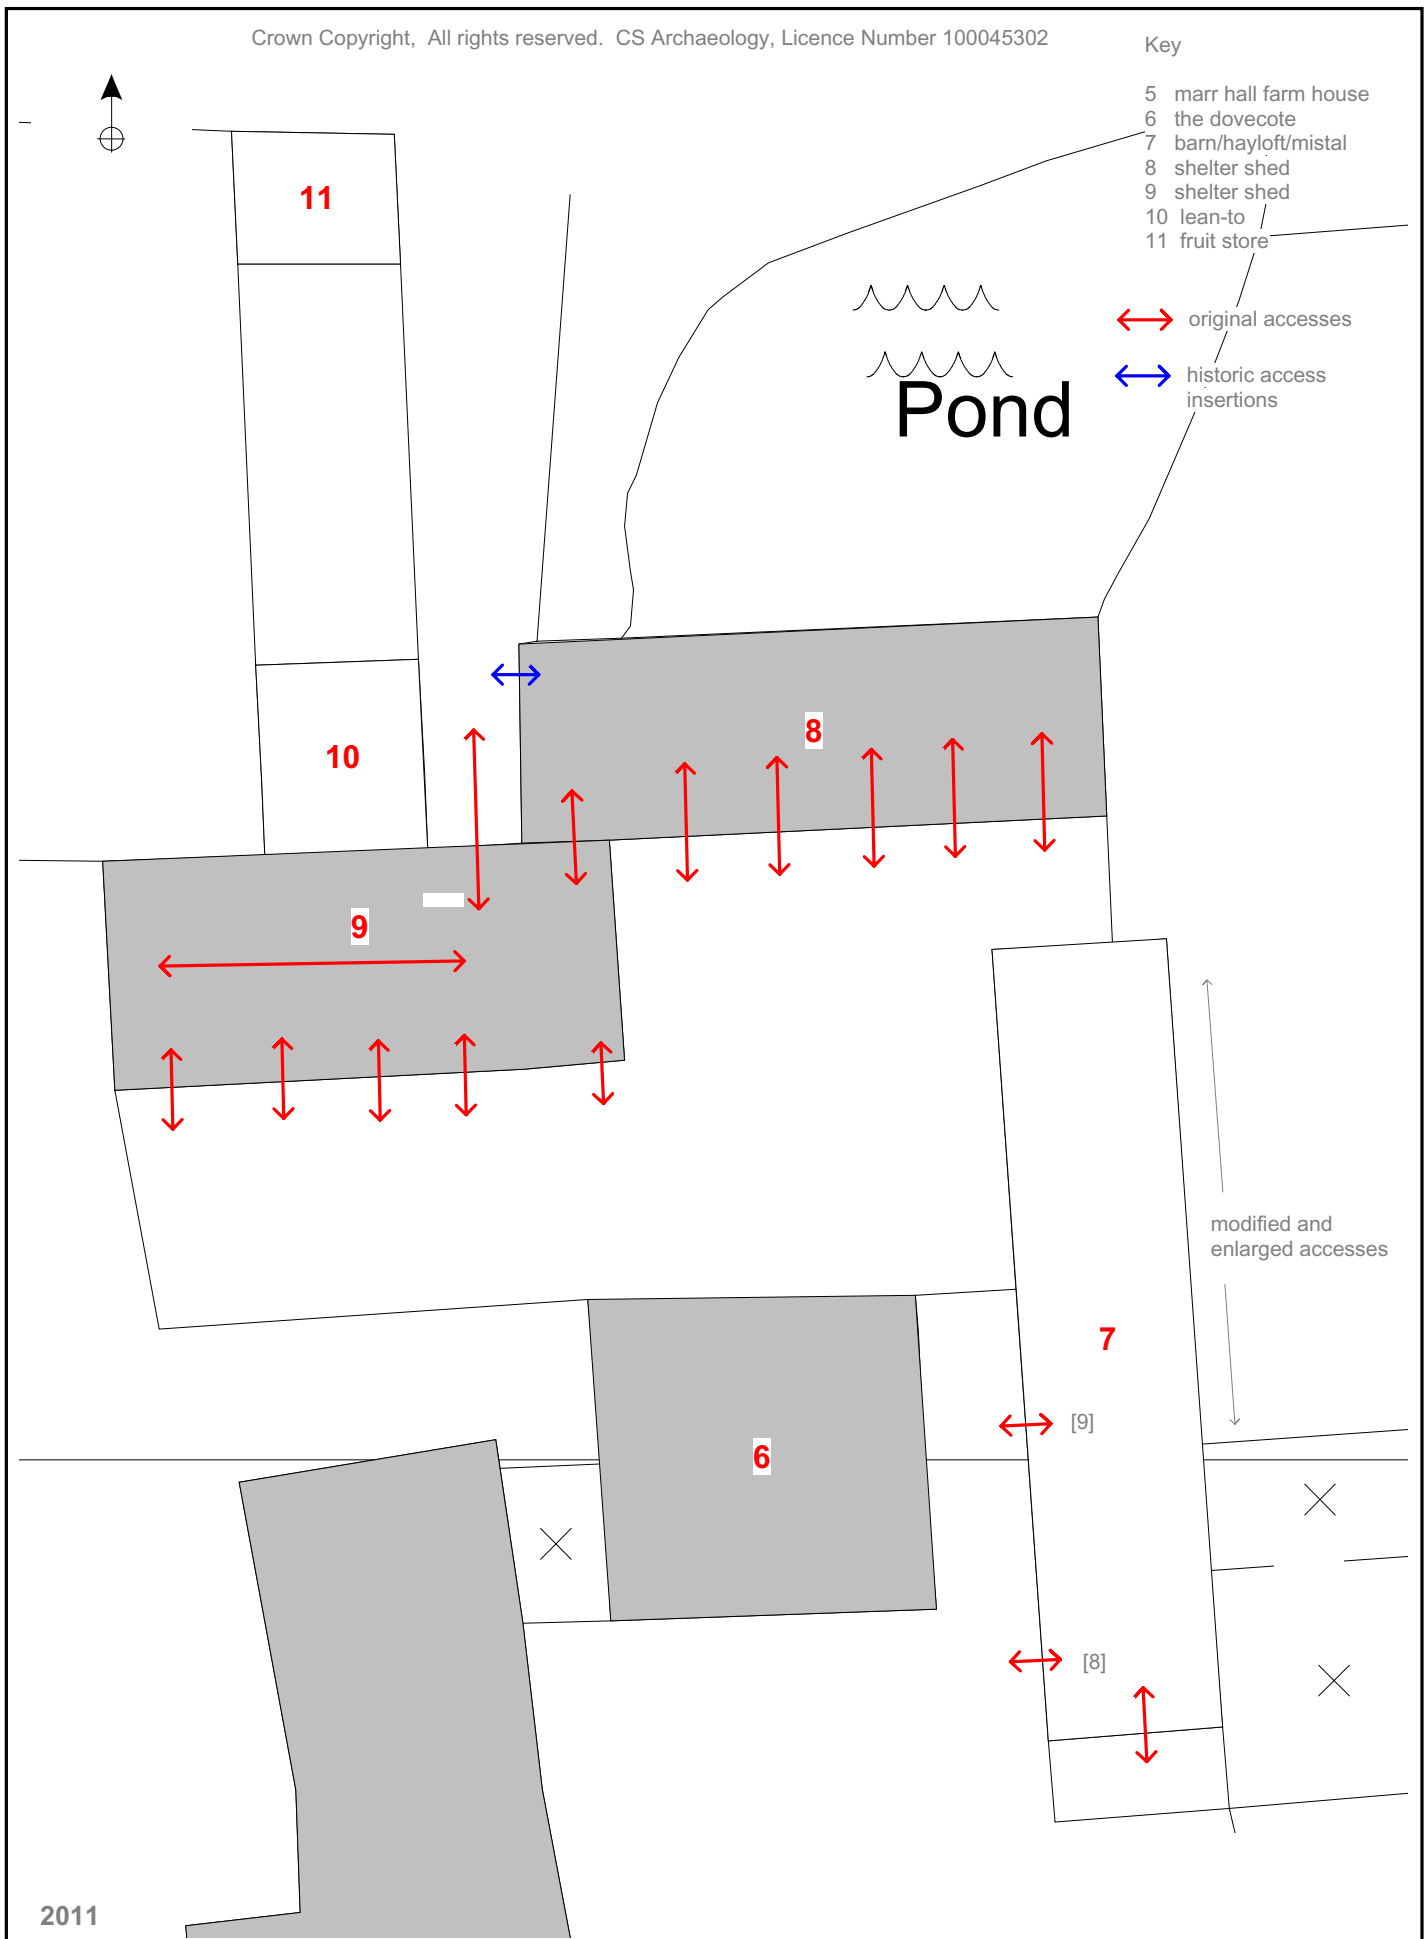 Crown Copyright, All rights reserved. CS Archaeology, Licence Number 100045302
Key
5 marr hall farm house
6 the dovecote
7 barn/hayloft/mistal
8 shelter shed
9 shelter shed
10 lean-to
11 fruit store
original accesses
historic access
insertions
11
Pond
8
10
9
modified and
enlarged accesses
7
[9]
6
[8]
2011